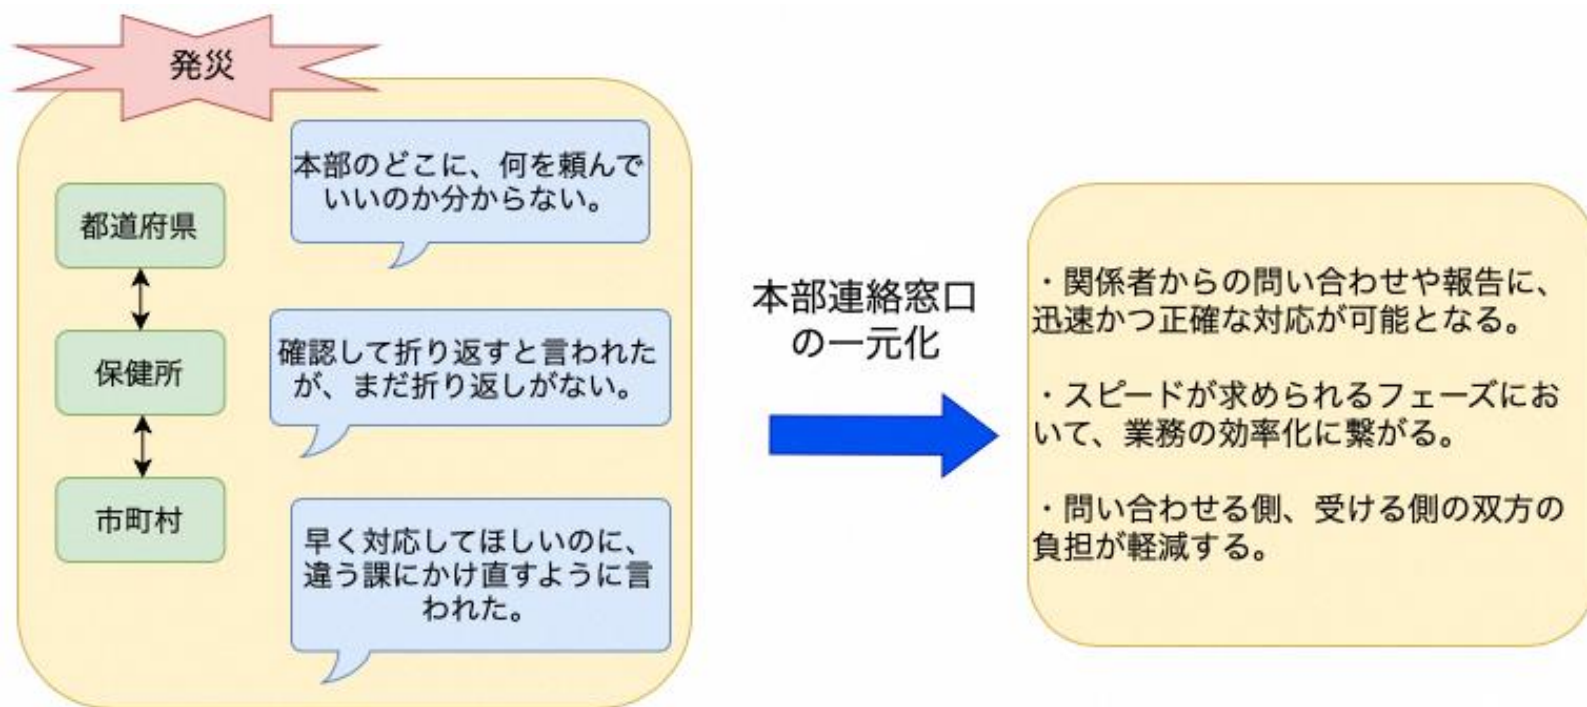 発災
都道府県
保健所
市町村
本部のどこに、何を頼んで
いいのか分からない。
確認して折り返すと言われた
が、まだ折り返しがない。
早く対応してほしいのに、
違う課にかけ直すように言
われた。
本部連絡窓口
の一元化
・関係者からの問い合わせや報告に、
迅速かつ正確な対応が可能となる。
・スピードが求められるフェーズにお
いて、業務の効率化に繋がる。
・問い合わせる側、受ける側の双方の
負担が軽減する。